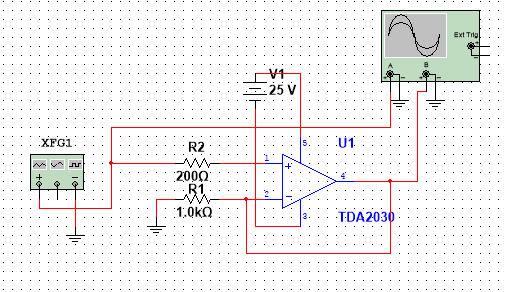 Ext Trig
+
-
A
B
+ - + -
V1
25 V
XFG1
+ -
R2
200Ω
R1
1.0kΩ
1
2
5
3
4
U1
TDA2030